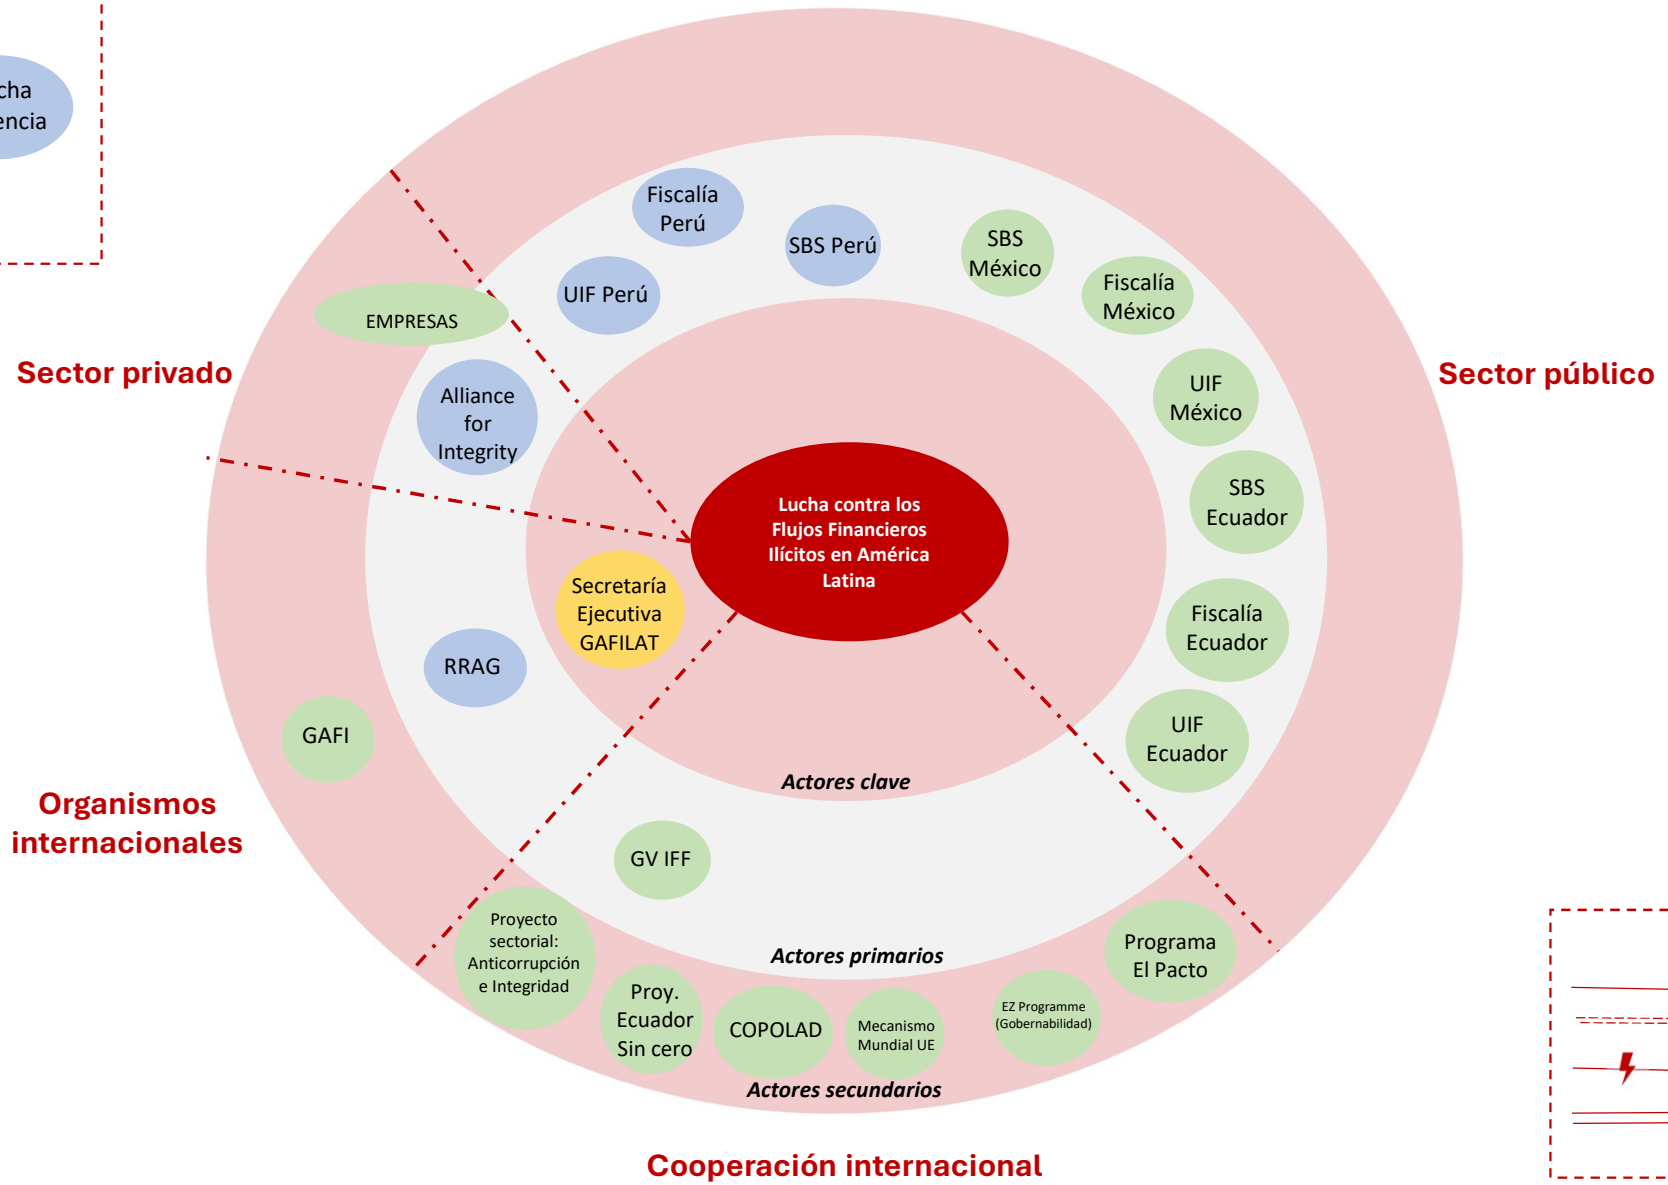 Fiscalía
Perú
SBS Perú
SBS
México
UIF Perú
Fiscalía
México
EMPRESAS
Sector privado
Alliance
for
Integrity
UIF
México
Sector público
SBS
Ecuador
Lucha contra los
Flujos Financieros
Ilícitos en América
Latina
Secretaría
Ejecutiva
GAFILAT
Fiscalía
Ecuador
RRAG
GAFI
UIF
Ecuador
Actores clave
Organismos
internacionales
GV IFF
Proyecto
sectorial:
Anticorrupción
e Integridad
Actores primarios
Programa
El Pacto
Proy.
Ecuador
Sin cero
COPOLAD
Mecanismo
Mundial UE
EZ Programme
(Gobernabilidad)
Actores secundarios
Cooperación internacional